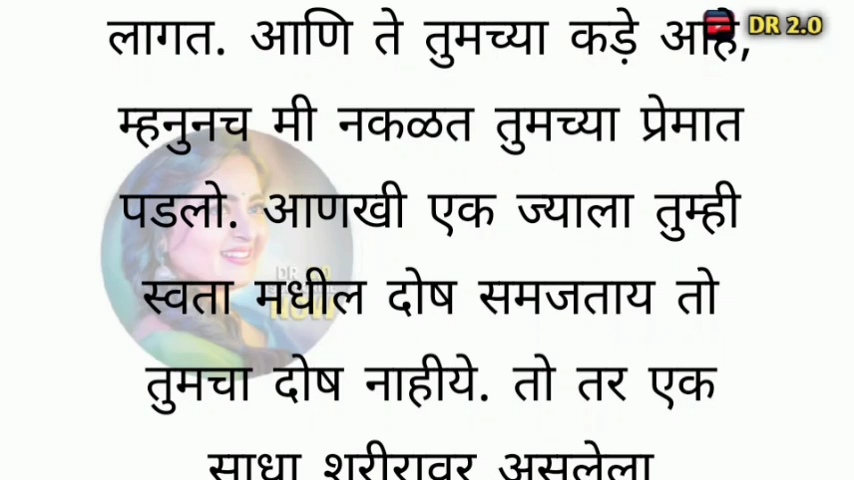 DR 2.0
लागत. आणि ते तुमच्या कडे आहे,
म्हनुनच मी नकळत तुमच्या प्रेमात
पडलो. आणखी एक ज्याला तुम्ही
स्वता मधील दोष समजताय तो
तुमचा दोष नाहीये. तो तर एक
साधा शरीरावर असलेला